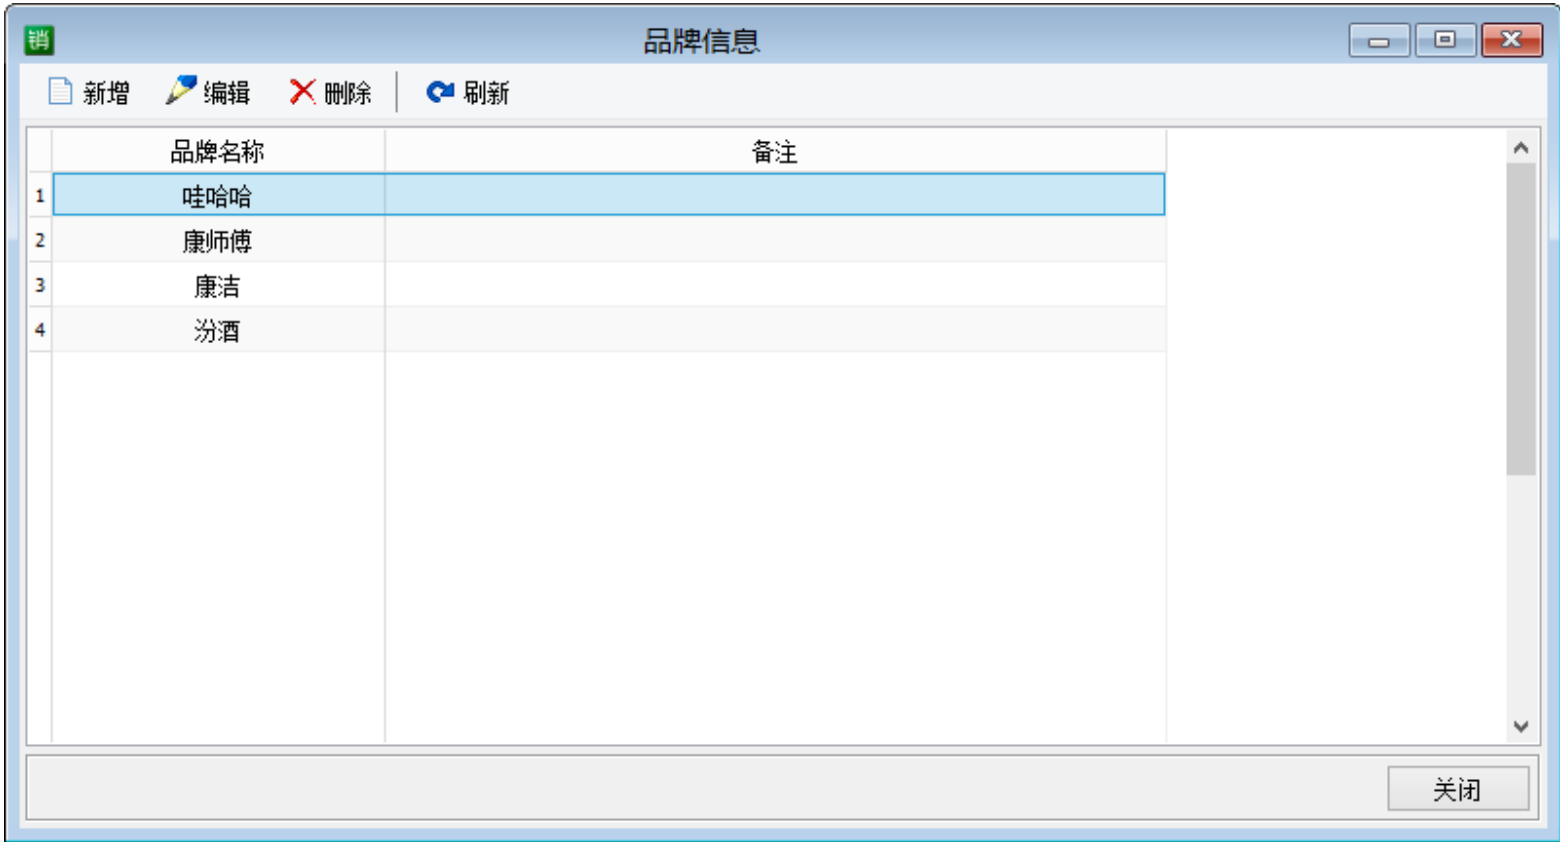 销 品牌信息
新增 编辑 删除 刷新
品牌名称 备注
1 哇哈哈
2 康师傅
3 康洁
4 汾酒
关闭